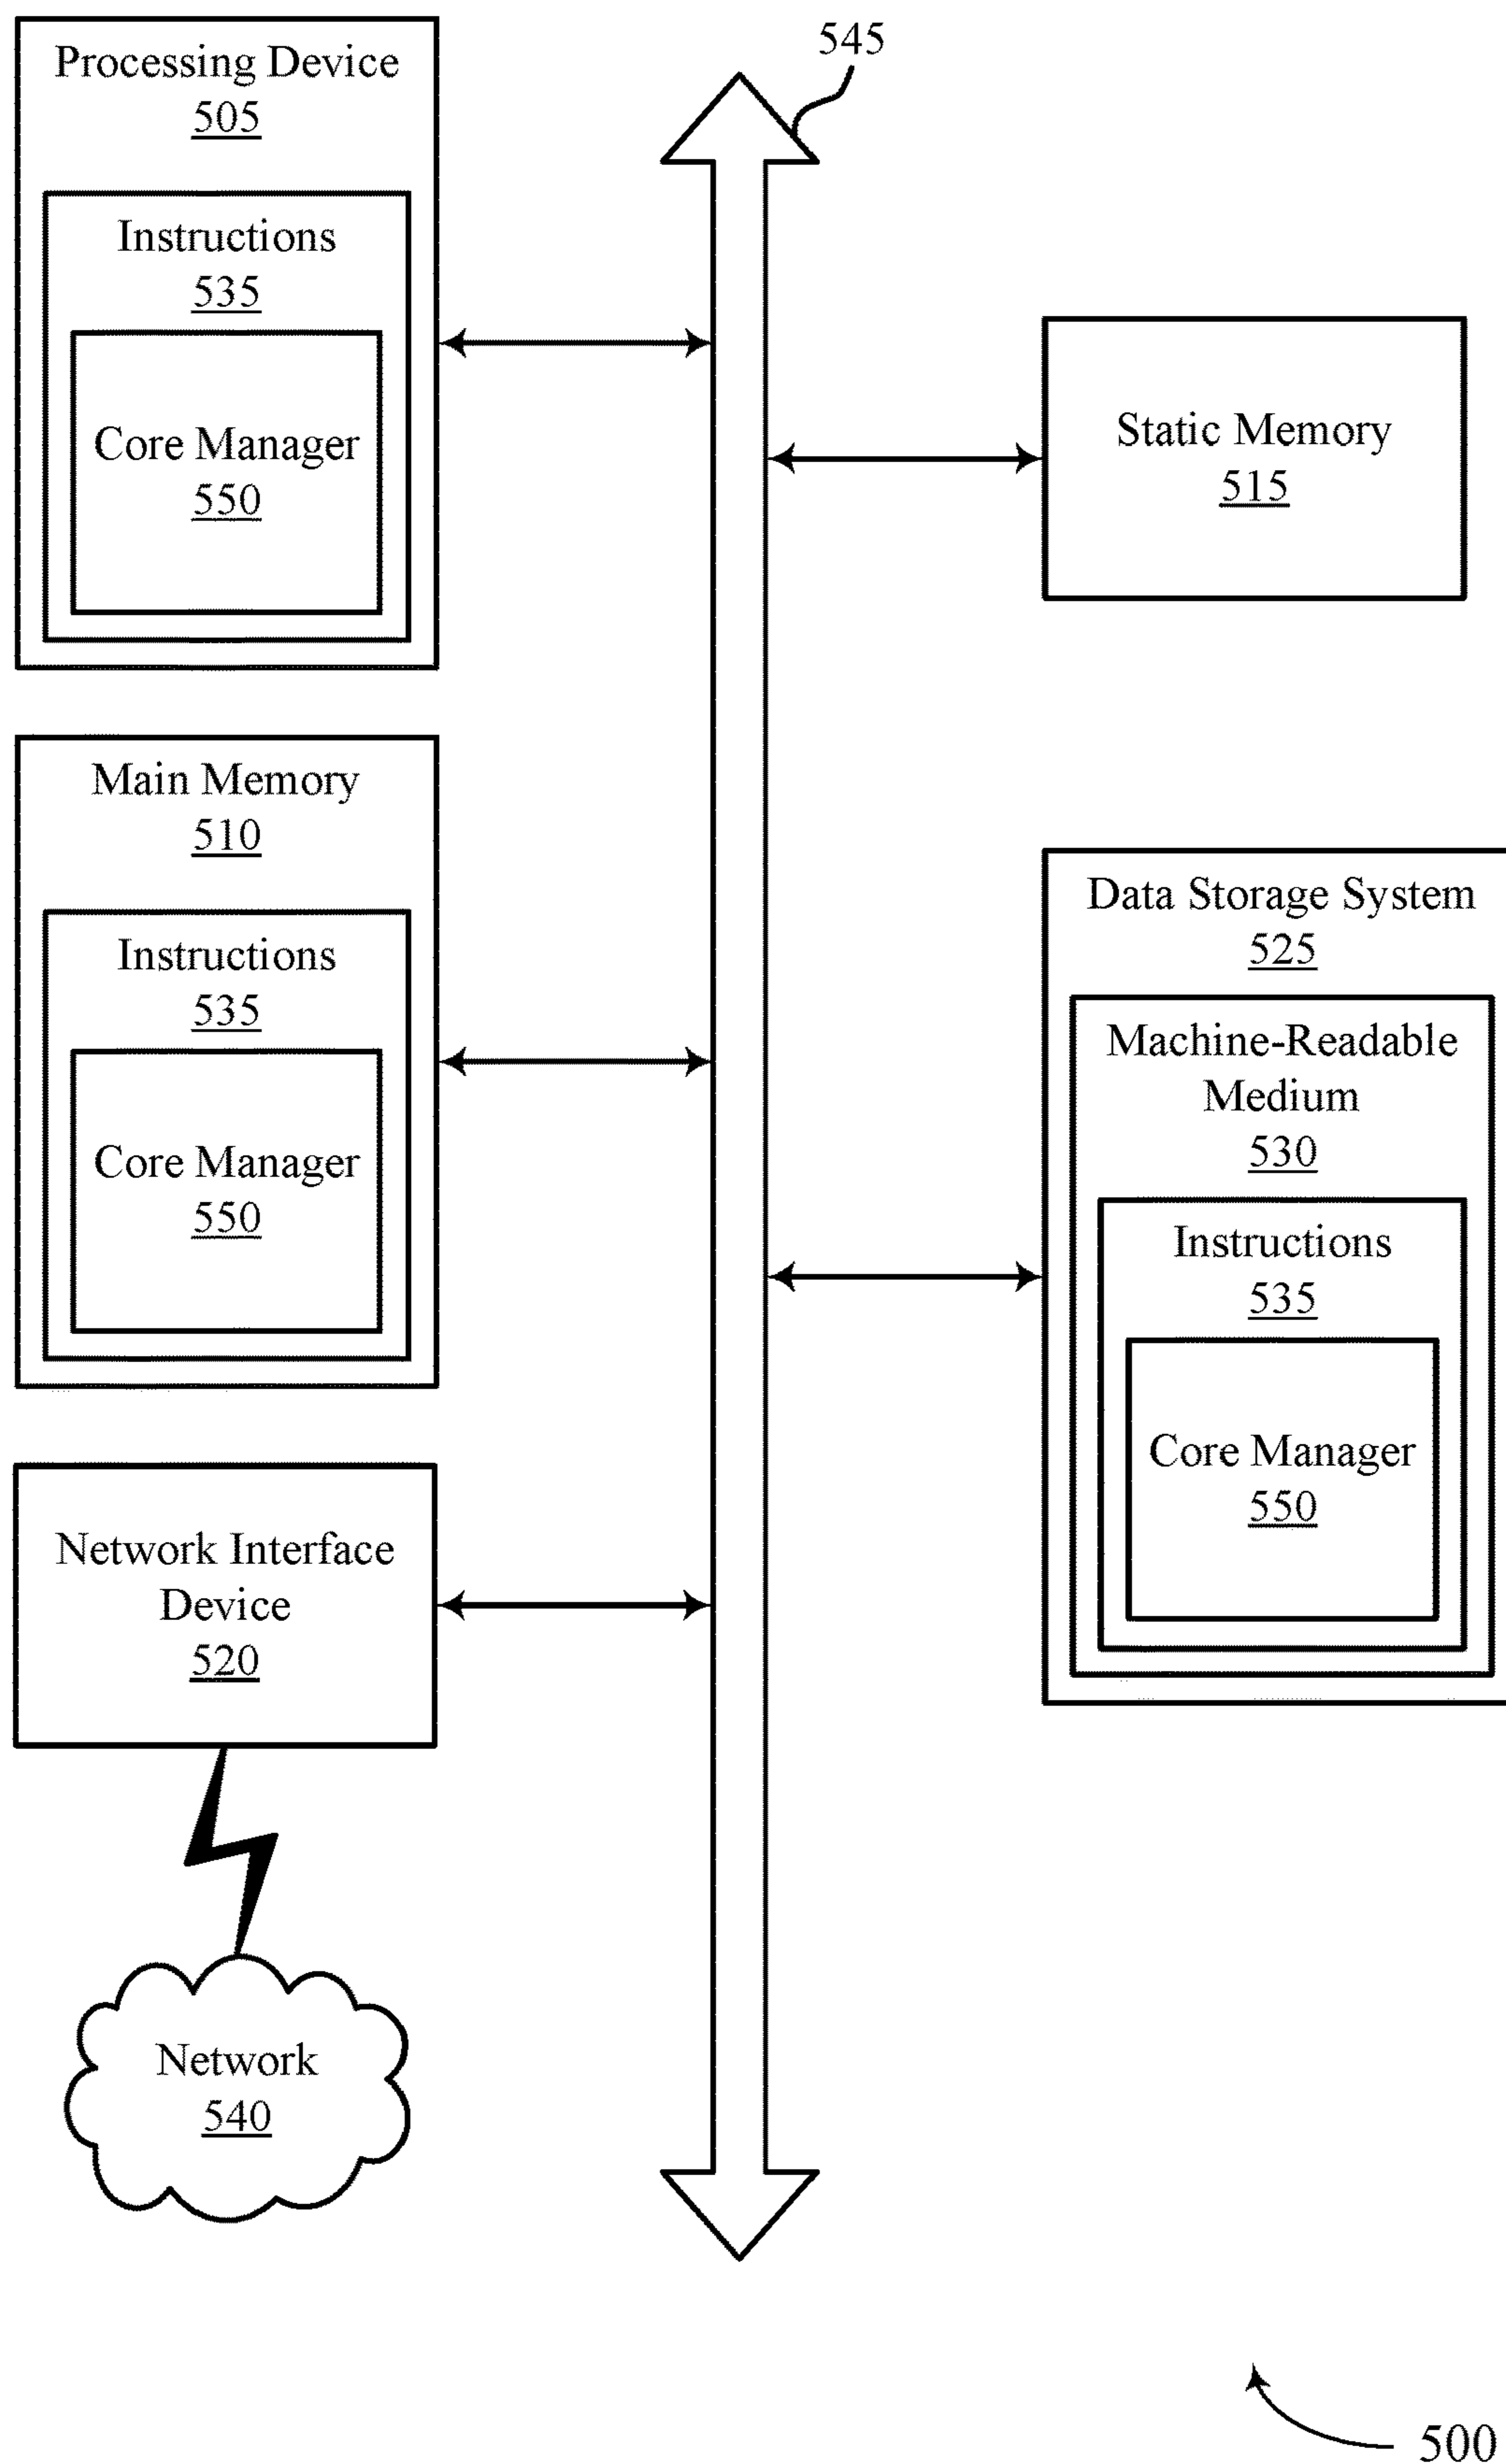 545
Processing Device
505
Instructions
535
Core Manager
550
Static Memory
515
Main Memory
510
Instructions
535
Core Manager
550
Data Storage System
525
Machine-Readable
Medium
530
Instructions
535
Core Manager
550
Network Interface
Device
520
Network
540
500